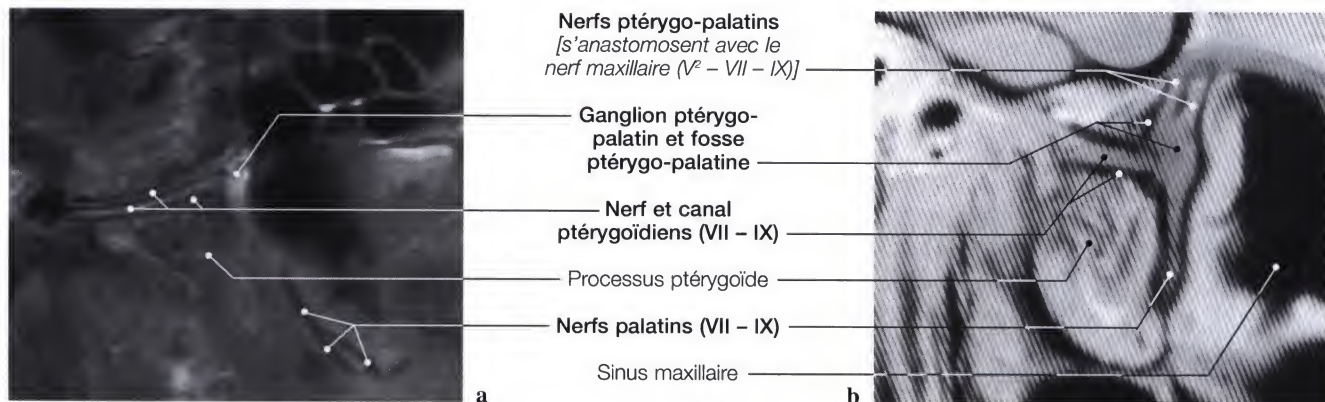 Nerfs ptérygo-palatins
[s'anastomosent avec le
nerf maxillaire (V² – VII – IX)]
Ganglion ptérygo-
palatin et fosse
ptérygo-palatine
Nerf et canal
ptérygoïdiens (VII – IX)
Processus ptérygoïde
Nerfs palatins (VII – IX)
Sinus maxillaire
a
b